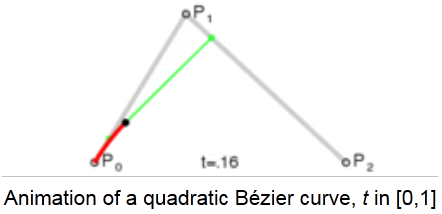 P1
P0
t=.16
P2
Animation of a quadratic Bézier curve, t in [0,1]